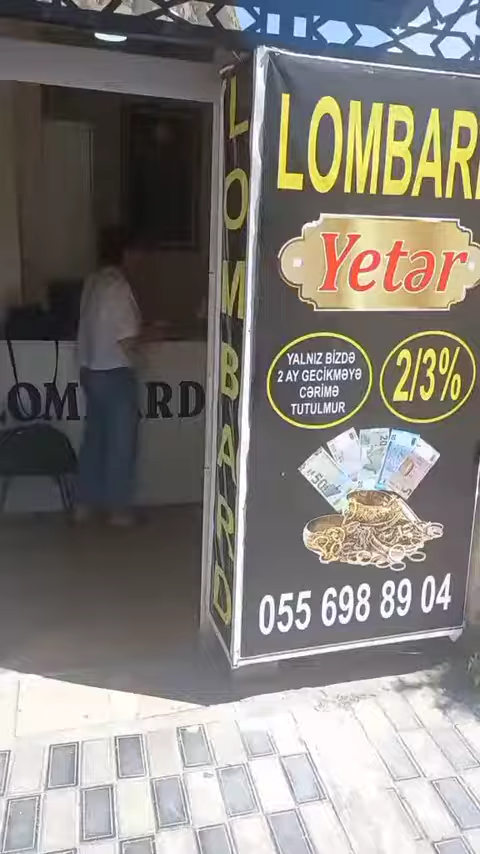 LOMBARD
LOMBARD
Yetər
YALNIZ BİZDƏ
2 AY GECİKMƏYƏ
CƏRİMƏ
TUTULMUR
2/3%
055 698 89 04